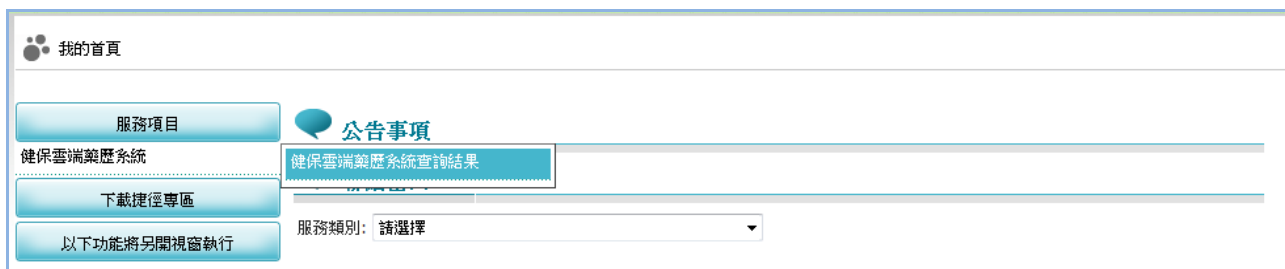 我的首頁
服務項目
公告事項
健保雲端藥歷系統
健保雲端藥歷系統查詢結果
下載捷徑專區
服務類別: 請選擇
以下功能將另開視窗執行